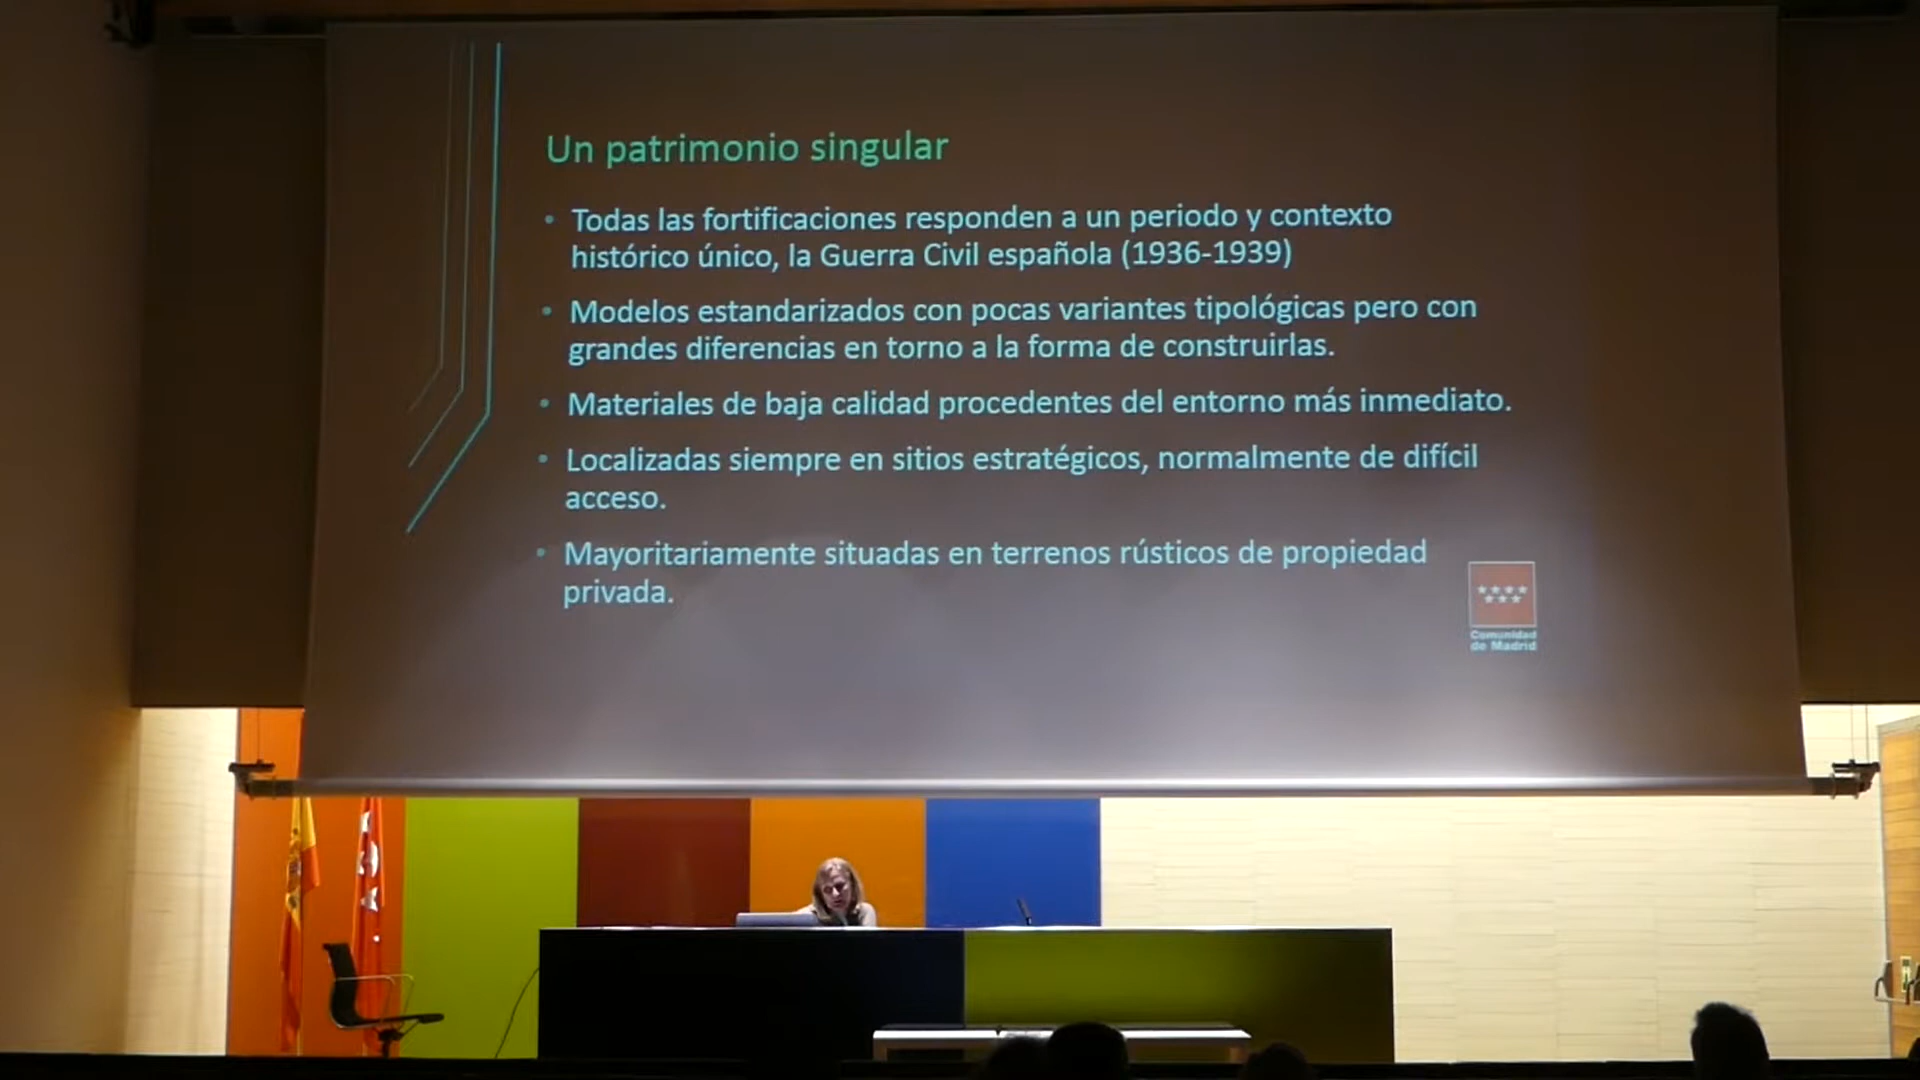 Un patrimonio singular
• Todas las fortificaciones responden a un periodo y contexto
histórico único, la Guerra Civil española (1936-1939)
• Modelos estandarizados con pocas variantes tipológicas pero con
grandes diferencias en torno a la forma de construirlas.
• Materiales de baja calidad procedentes del entorno más inmediato.
• Localizadas siempre en sitios estratégicos, normalmente de difícil
acceso.
• Mayoritariamente situadas en terrenos rústicos de propiedad
privada.
Comunidad
de Madrid